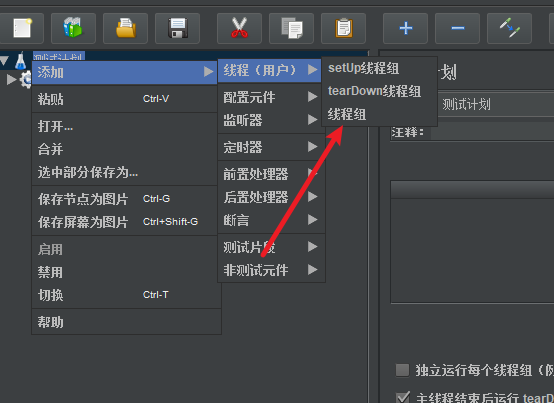 测试计划
添加
粘贴 Ctrl-V
打开...
合并
选中部分保存为...
保存节点为图片 Ctrl-G
保存屏幕为图片 Ctrl+Shift-G
启用
禁用
切换 Ctrl-T
帮助
线程（用户）
配置元件
监听器
定时器
前置处理器
后置处理器
断言
测试片段
非测试元件
setUp线程组
tearDown线程组
线程组
计划
测试计划
注释：
独立运行每个线程组（例
主线程结束后运行 tearD